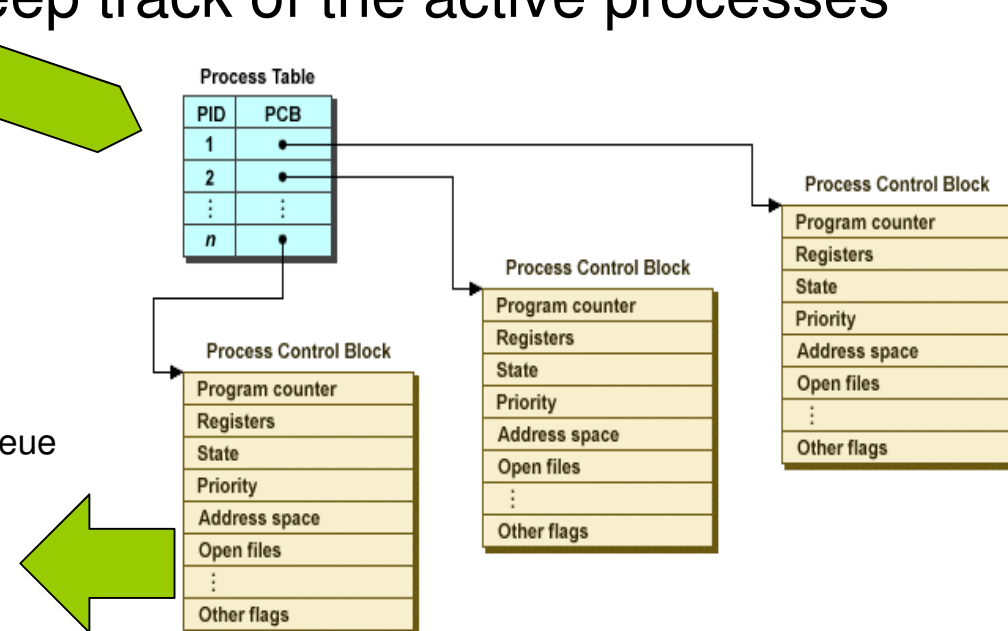 track of the active processes
Process Table
PID PCB
1
2
⋮ ⋮
n
Process Control Block
Program counter
Registers
State
Priority
Address space
Open files
⋮
Other flags
Process Control Block
Program counter
Registers
State
Priority
Address space
Open files
⋮
Other flags
Process Control Block
Program counter
Registers
State
Priority
Address space
Open files
⋮
Other flags